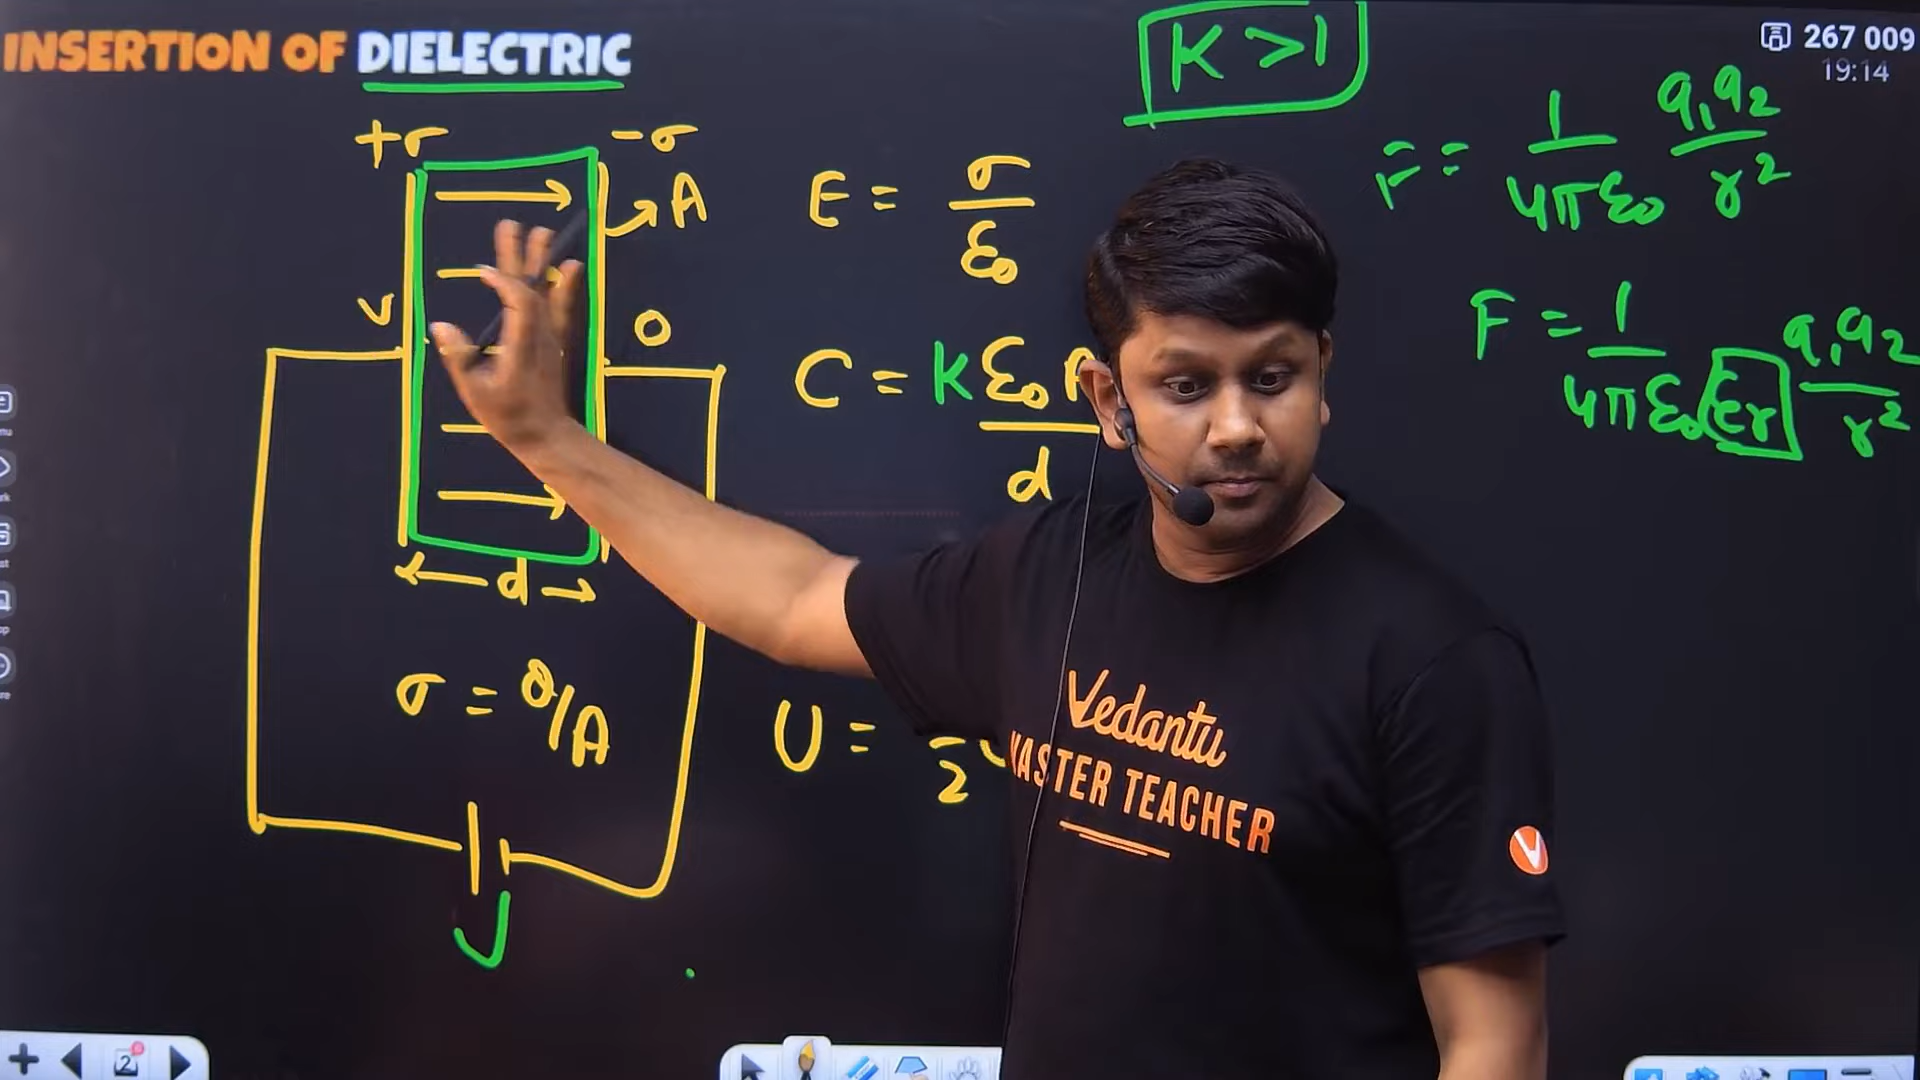 INSERTION OF DIELECTRIC
K > 1
267 009
19:14
+σ
-σ
A
E = σ/ε₀
F = 1/4πε₀ q₁q₂/r²
V
0
C = Kε₀A/d
F = 1/4πε₀εr q₁q₂/r²
d
σ = Q/A
U =
2
Vedantu
MASTER TEACHER
V
2